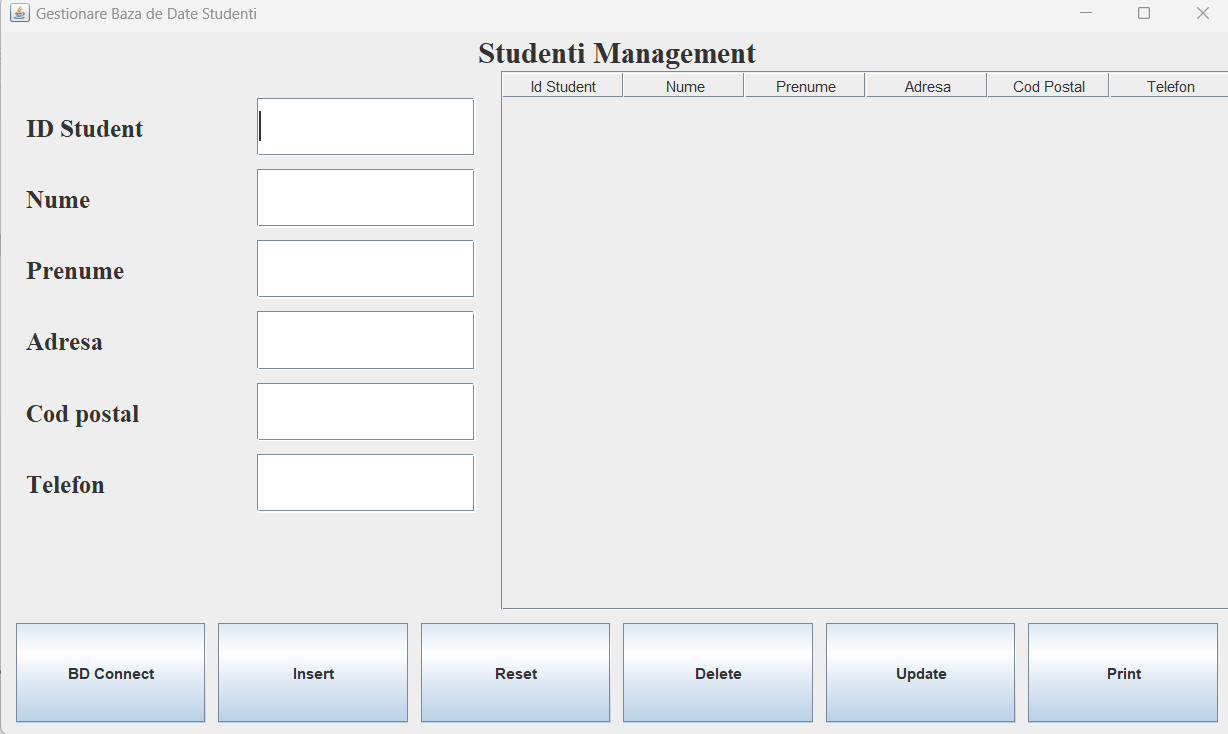 Gestionare Baza de Date Studenti
Studenti Management
Id Student Nume Prenume Adresa Cod Postal Telefon
ID Student
Nume
Prenume
Adresa
Cod postal
Telefon
BD Connect Insert Reset Delete Update Print